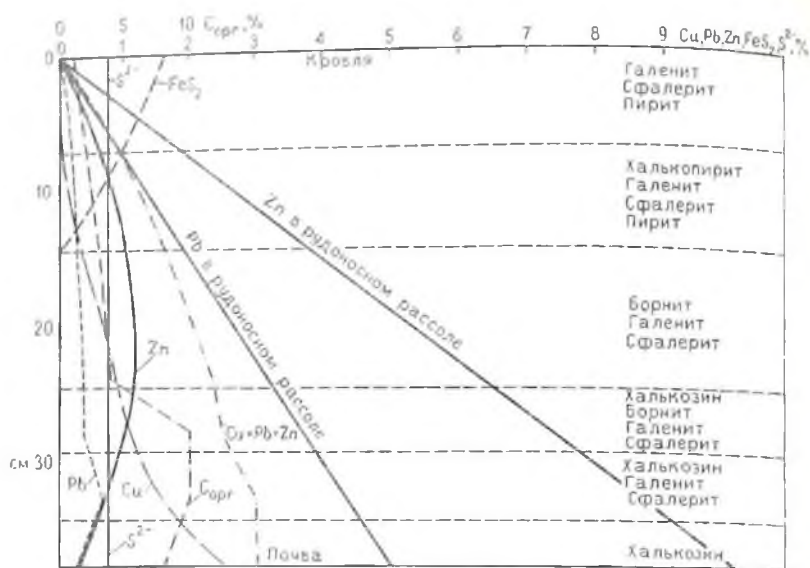 0 10 Cорг., %
0 1 2 3 4 5 6 7 8 9 Cu, Pb, Zn, FeS2, S2-, %
5
0
Кровля
S2-
FeS2
Галенит
Сфалерит
Пирит
10
Халькопирит
Галенит
Сфалерит
Пирит
Pb в рудоносном рассоле
Zn в рудоносном рассоле
20
Zn
Борнит
Галенит
Сфалерит
Cu+Pb+Zn
Халькозин
Борнит
Галенит
Сфалерит
см 30
Pb
Cu
Cорг
Халькозин
Галенит
Сфалерит
S2-
Почва
Халькозин